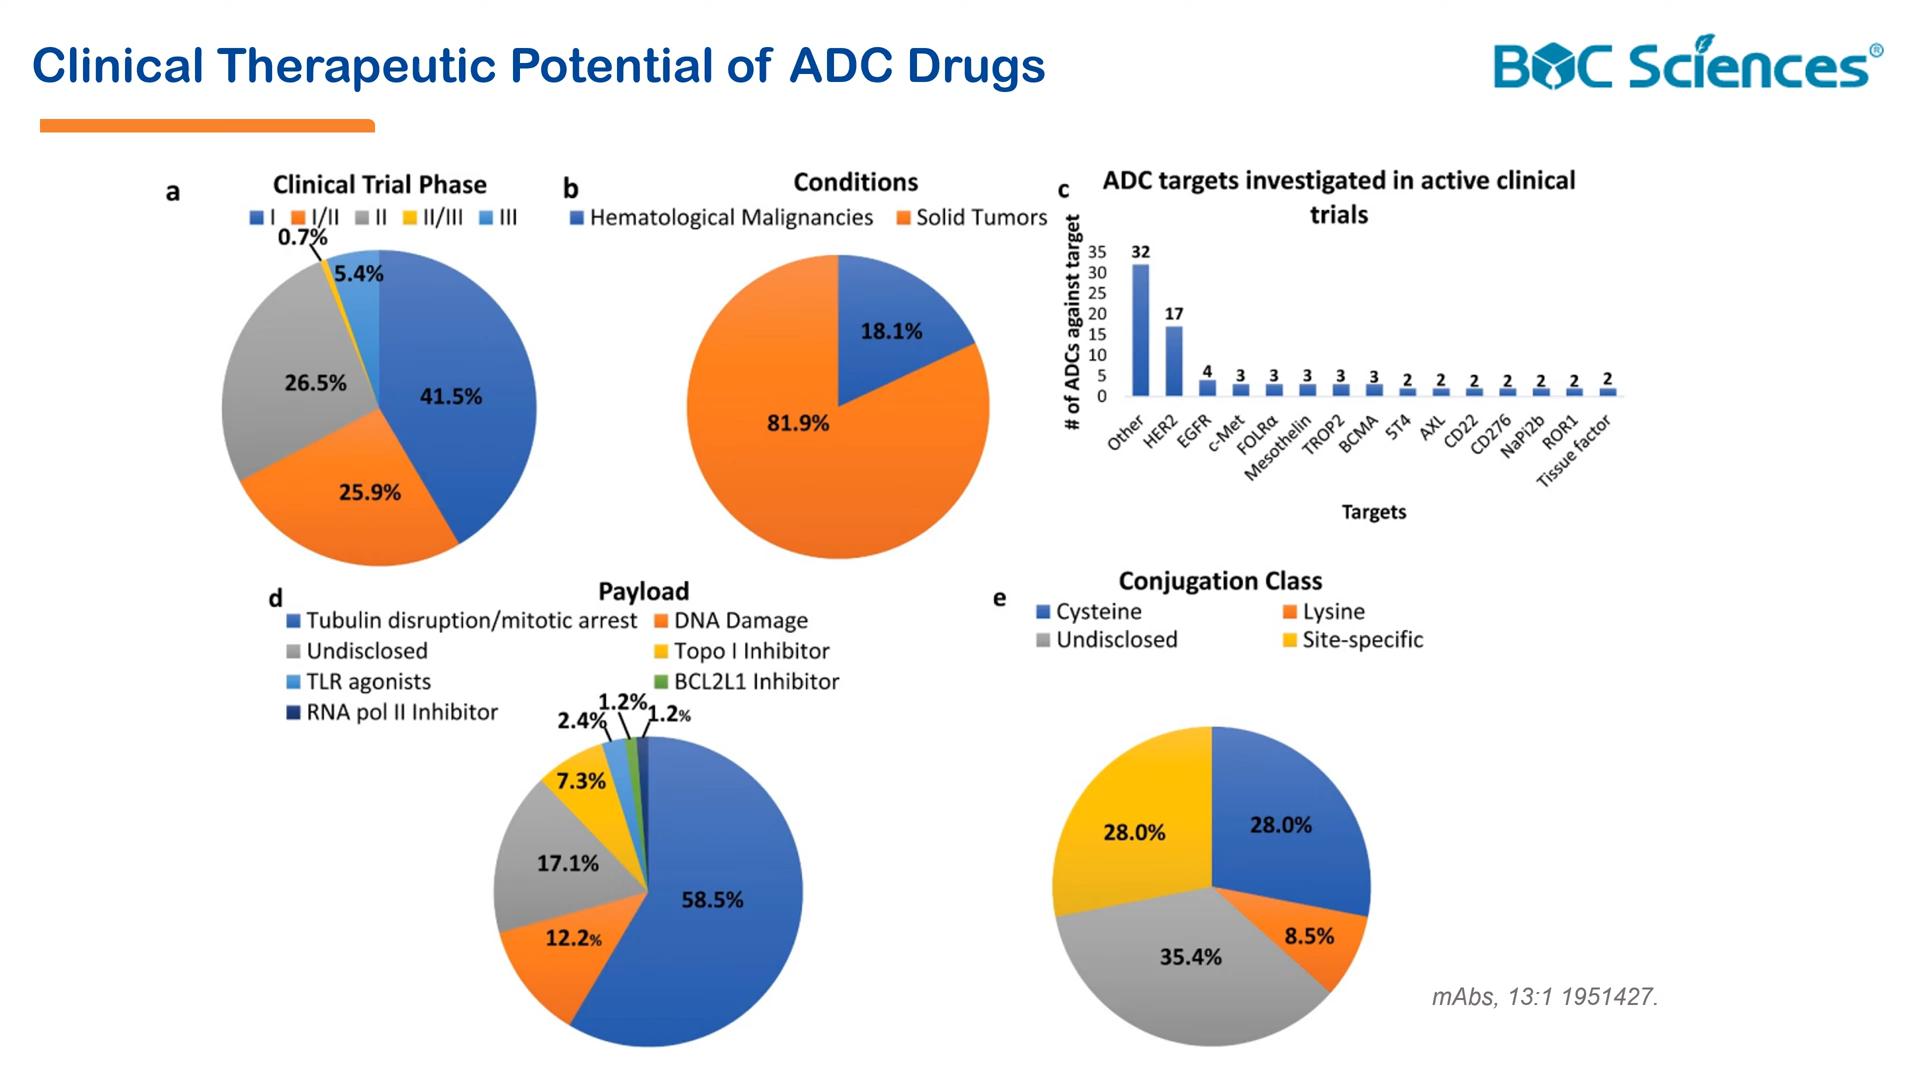 Clinical Therapeutic Potential of ADC Drugs
BOC Sciences®
a
Clinical Trial Phase
I I/II II II/III III
0.7%
5.4%
26.5%
41.5%
25.9%
b
Conditions
Hematological Malignancies Solid Tumors
18.1%
81.9%
c
ADC targets investigated in active clinical
trials
# of ADCs against target
35
30
25
20
15
10
5
0
32
17
4
3
3
3
3
3
2
2
2
2
2
2
2
Other
HER2
EGFR
c-Met
FOLRα
Mesothelin
TROP2
BCMA
5T4
AXL
CD22
CD276
NaPi2b
ROR1
Tissue factor
Targets
d
Payload
Tubulin disruption/mitotic arrest DNA Damage
Undisclosed Topo I Inhibitor
TLR agonists BCL2L1 Inhibitor
RNA pol II Inhibitor
1.2%
2.4%
1.2%
7.3%
17.1%
58.5%
12.2%
e
Conjugation Class
Cysteine Lysine
Undisclosed Site-specific
28.0%
28.0%
8.5%
35.4%
mAbs, 13:1 1951427.